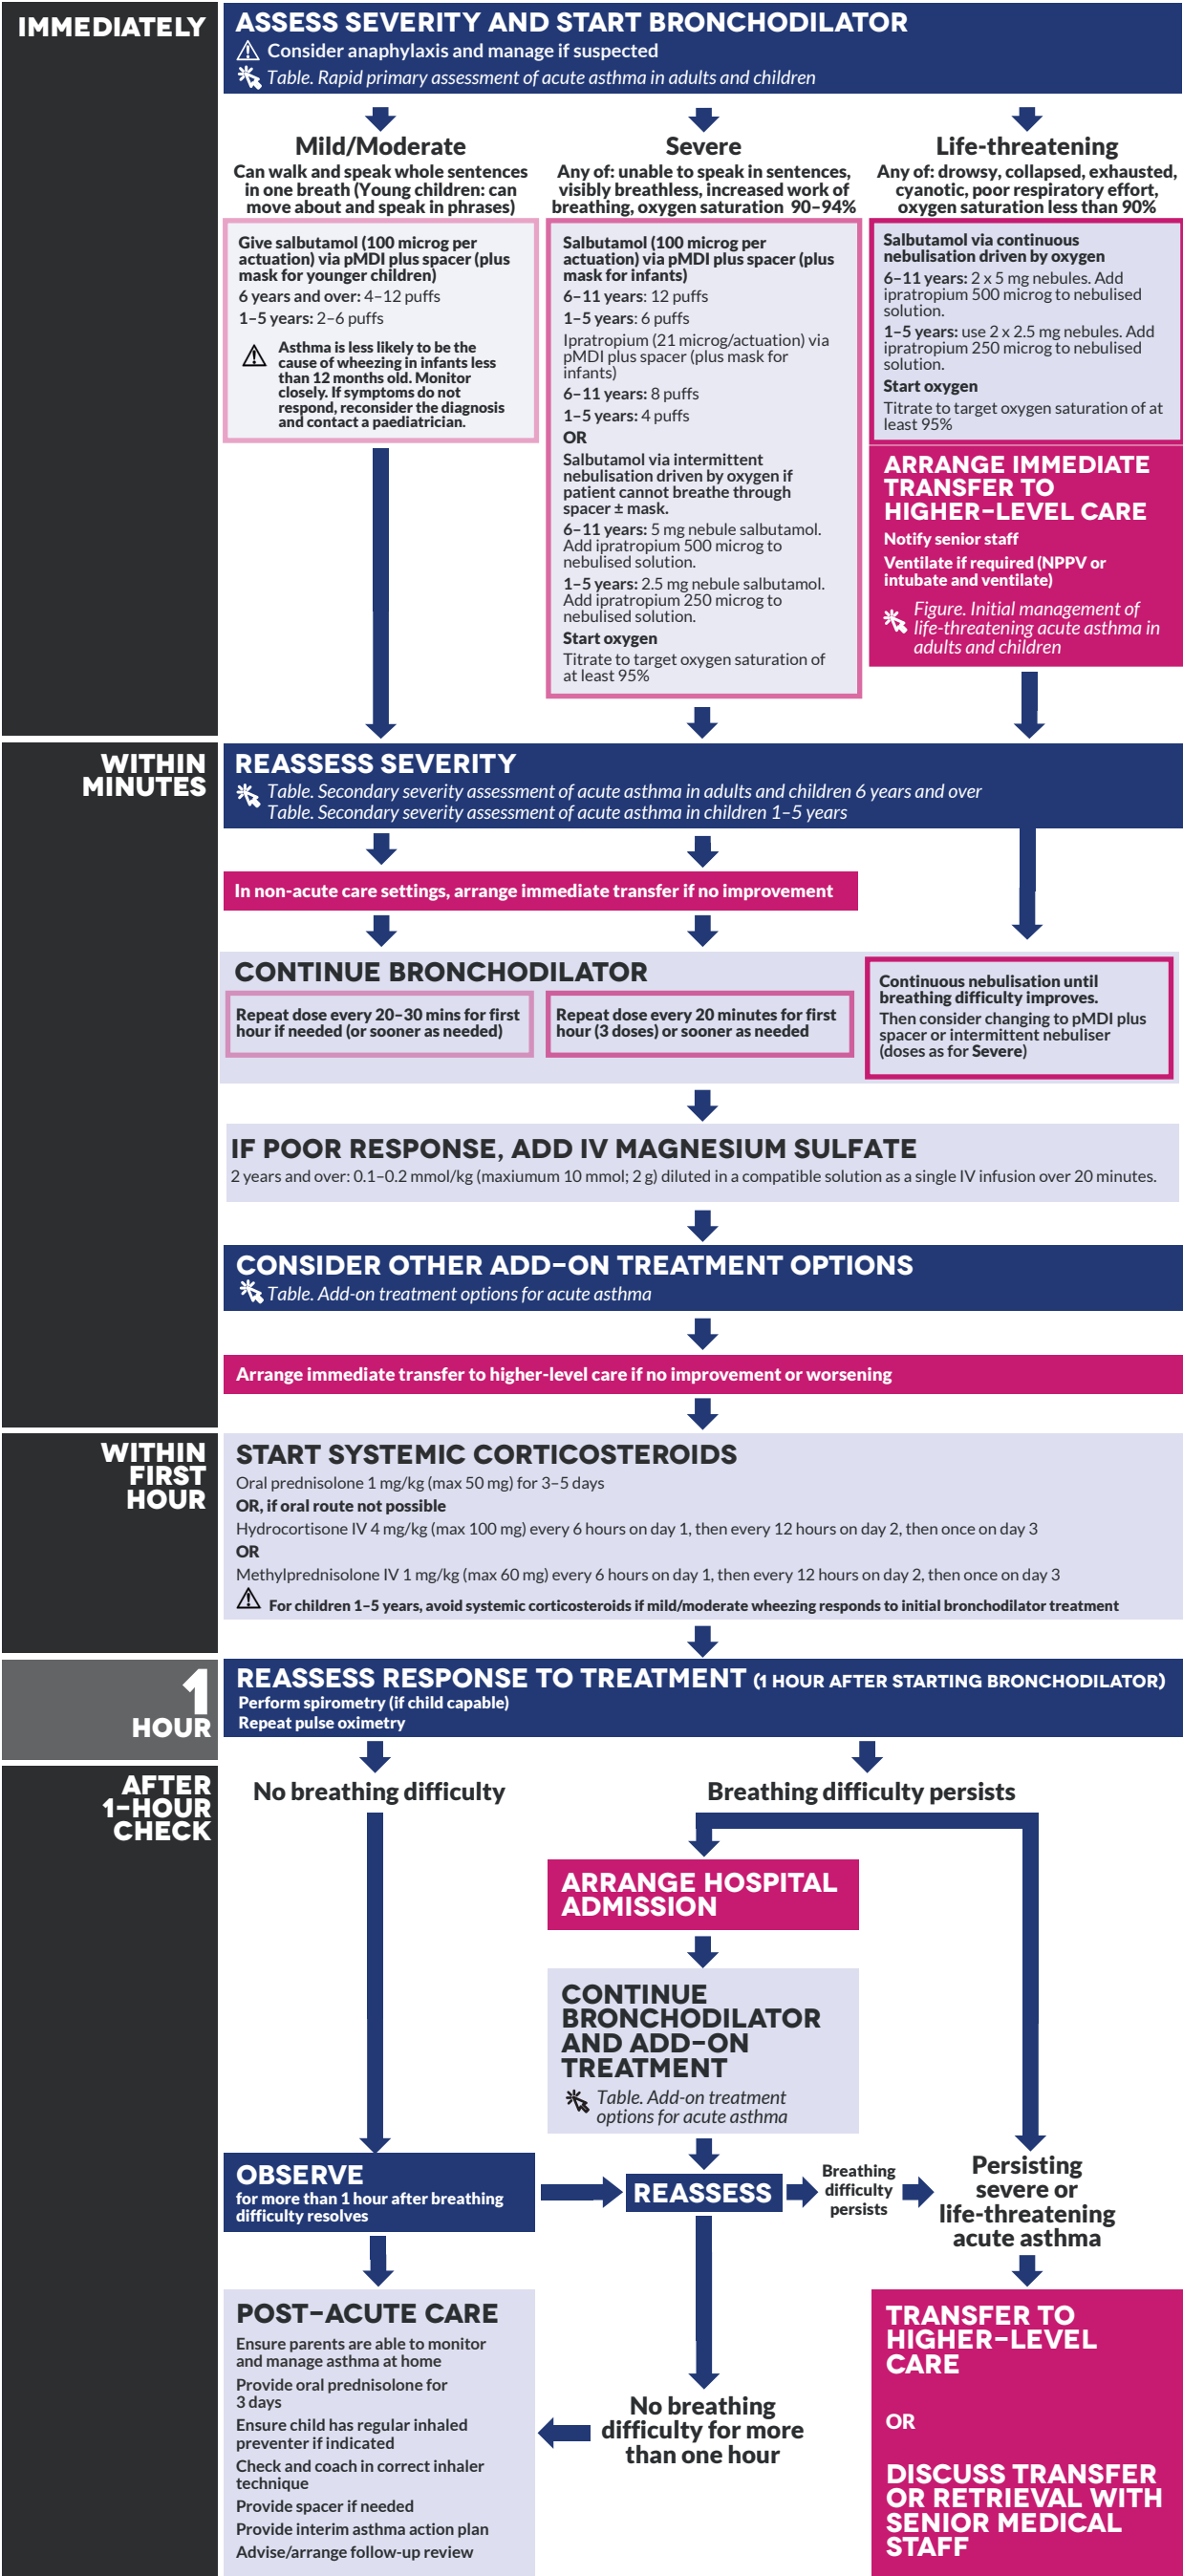 IMMEDIATELY
ASSESS SEVERITY AND START BRONCHODILATOR
Consider anaphylaxis and manage if suspected
Table. Rapid primary assessment of acute asthma in adults and children
Mild/Moderate
Can walk and speak whole sentences
in one breath (Young children: can
move about and speak in phrases)
Give salbutamol (100 microg per
actuation) via pMDI plus spacer (plus
mask for younger children)
6 years and over: 4–12 puffs
1–5 years: 2–6 puffs
Asthma is less likely to be the
cause of wheezing in infants less
than 12 months old. Monitor
closely. If symptoms do not
respond, reconsider the diagnosis
and contact a paediatrician.
Severe
Any of: unable to speak in sentences,
visibly breathless, increased work of
breathing, oxygen saturation 90–94%
Salbutamol (100 microg per
actuation) via pMDI plus spacer (plus
mask for infants)
6–11 years: 12 puffs
1–5 years: 6 puffs
Ipratropium (21 microg/actuation) via
pMDI plus spacer (plus mask for
infants)
6–11 years: 8 puffs
1–5 years: 4 puffs
OR
Salbutamol via intermittent
nebulisation driven by oxygen if
patient cannot breathe through
spacer ± mask.
6–11 years: 5 mg nebule salbutamol.
Add ipratropium 500 microg to
nebulised solution.
1–5 years: 2.5 mg nebule salbutamol.
Add ipratropium 250 microg to
nebulised solution.
Start oxygen
Titrate to target oxygen saturation of
at least 95%
Life-threatening
Any of: drowsy, collapsed, exhausted,
cyanotic, poor respiratory effort,
oxygen saturation less than 90%
Salbutamol via continuous
nebulisation driven by oxygen
6–11 years: 2 x 5 mg nebules. Add
ipratropium 500 microg to nebulised
solution.
1–5 years: use 2 x 2.5 mg nebules. Add
ipratropium 250 microg to nebulised
solution.
Start oxygen
Titrate to target oxygen saturation of at
least 95%
ARRANGE IMMEDIATE
TRANSFER TO
HIGHER-LEVEL CARE
Notify senior staff
Ventilate if required (NPPV or
intubate and ventilate)
Figure. Initial management of
life-threatening acute asthma in
adults and children
WITHIN
MINUTES
REASSESS SEVERITY
Table. Secondary severity assessment of acute asthma in adults and children 6 years and over
Table. Secondary severity assessment of acute asthma in children 1–5 years
In non-acute care settings, arrange immediate transfer if no improvement
CONTINUE BRONCHODILATOR
Repeat dose every 20–30 mins for first
hour if needed (or sooner as needed)
Repeat dose every 20 minutes for first
hour (3 doses) or sooner as needed
Continuous nebulisation until
breathing difficulty improves.
Then consider changing to pMDI plus
spacer or intermittent nebuliser
(doses as for Severe)
IF POOR RESPONSE, ADD IV MAGNESIUM SULFATE
2 years and over: 0.1–0.2 mmol/kg (maxiumum 10 mmol; 2 g) diluted in a compatible solution as a single IV infusion over 20 minutes.
CONSIDER OTHER ADD-ON TREATMENT OPTIONS
Table. Add-on treatment options for acute asthma
Arrange immediate transfer to higher-level care if no improvement or worsening
WITHIN
FIRST
HOUR
START SYSTEMIC CORTICOSTEROIDS
Oral prednisolone 1 mg/kg (max 50 mg) for 3–5 days
OR, if oral route not possible
Hydrocortisone IV 4 mg/kg (max 100 mg) every 6 hours on day 1, then every 12 hours on day 2, then once on day 3
OR
Methylprednisolone IV 1 mg/kg (max 60 mg) every 6 hours on day 1, then every 12 hours on day 2, then once on day 3
For children 1–5 years, avoid systemic corticosteroids if mild/moderate wheezing responds to initial bronchodilator treatment
1
HOUR
REASSESS RESPONSE TO TREATMENT (1 HOUR AFTER STARTING BRONCHODILATOR)
Perform spirometry (if child capable)
Repeat pulse oximetry
AFTER
1-HOUR
CHECK
No breathing difficulty
Breathing difficulty persists
ARRANGE HOSPITAL
ADMISSION
CONTINUE
BRONCHODILATOR
AND ADD-ON
TREATMENT
Table. Add-on treatment
options for acute asthma
OBSERVE
for more than 1 hour after breathing
difficulty resolves
REASSESS
Breathing
difficulty
persists
Persisting
severe or
life-threatening
acute asthma
POST-ACUTE CARE
Ensure parents are able to monitor
and manage asthma at home
Provide oral prednisolone for
3 days
Ensure child has regular inhaled
preventer if indicated
Check and coach in correct inhaler
technique
Provide spacer if needed
Provide interim asthma action plan
Advise/arrange follow-up review
No breathing
difficulty for more
than one hour
TRANSFER TO
HIGHER-LEVEL
CARE
OR
DISCUSS TRANSFER
OR RETRIEVAL WITH
SENIOR MEDICAL
STAFF